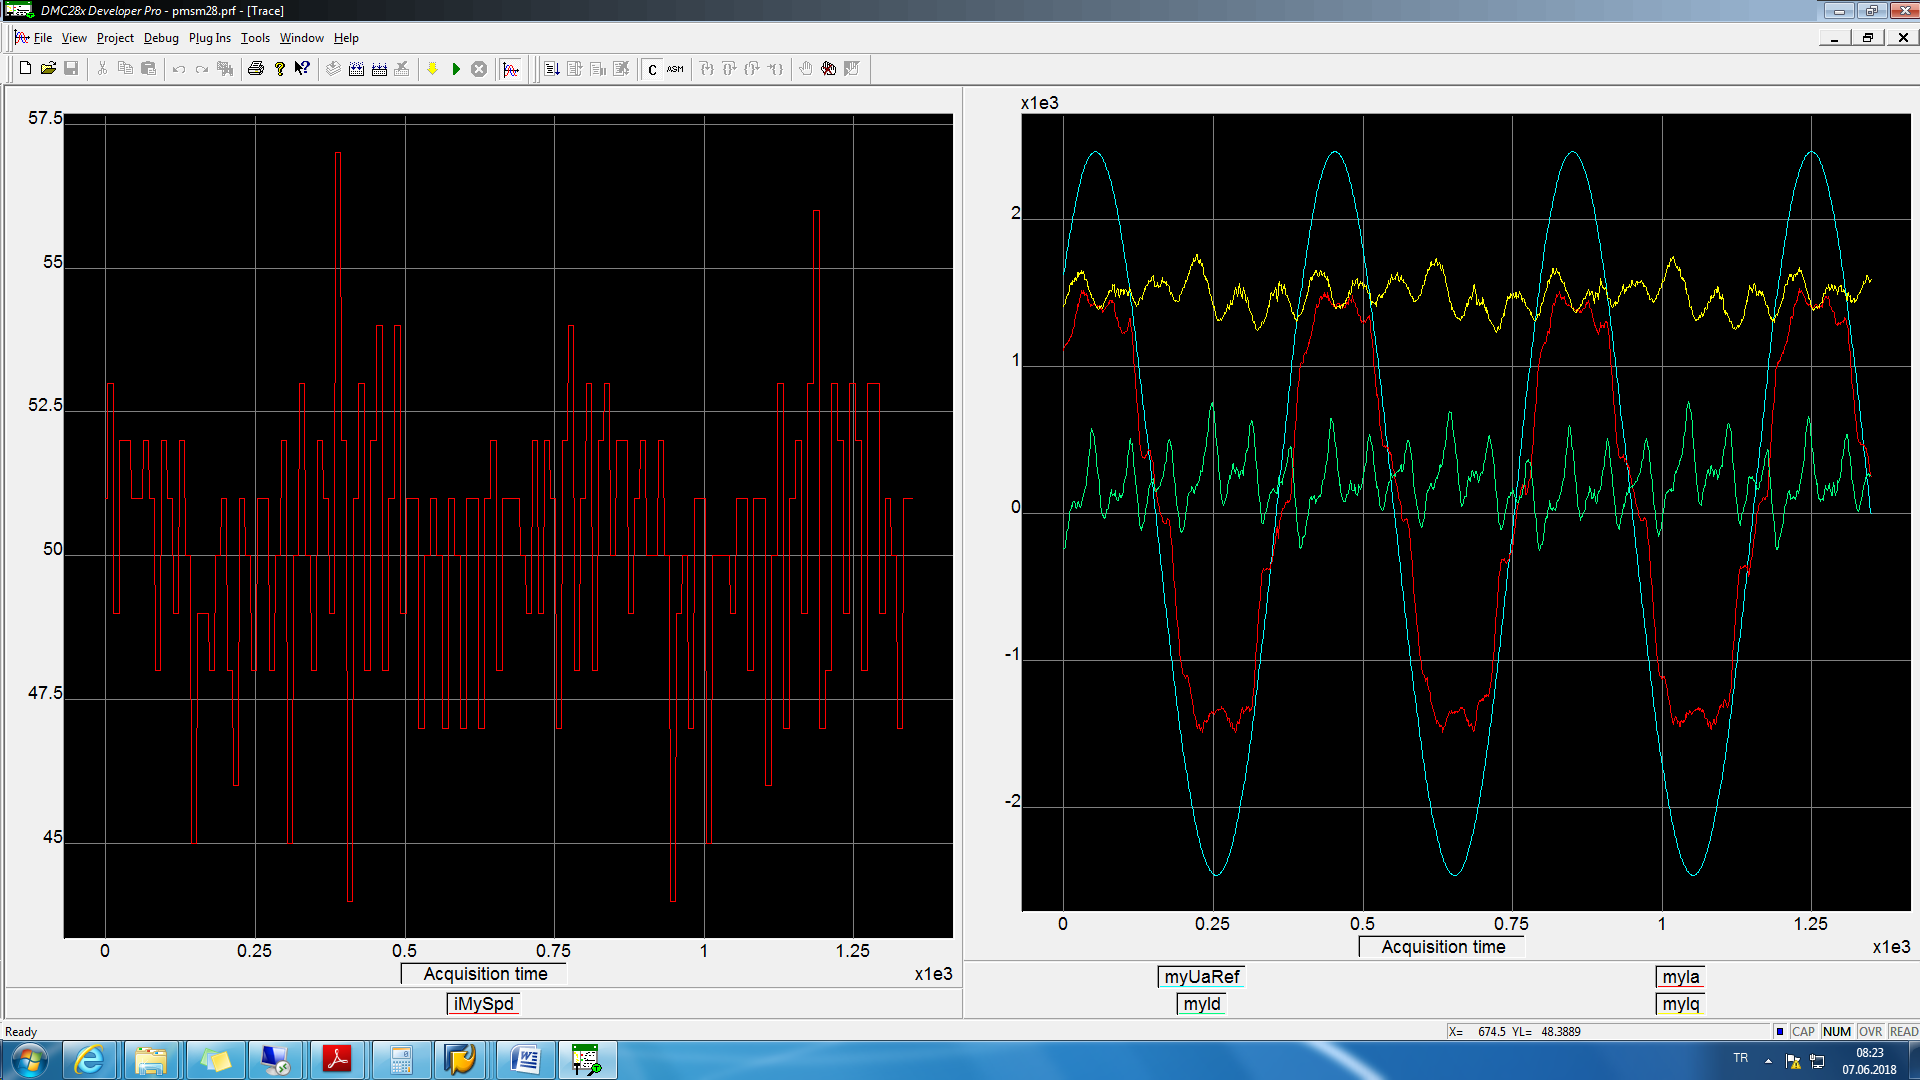 DMC28x Developer Pro - pmsm28.prf - [Trace]
File View Project Debug Plug Ins Tools Window Help
C ASM
57.5
55
52.5
50
47.5
45
0 0.25 0.5 0.75 1 1.25
Acquisition time
x1e3
iMySpd
x1e3
2
1
0
-1
-2
0 0.25 0.5 0.75 1 1.25
Acquisition time
x1e3
myUaRef
myIa
myId
myIq
Ready
X= 674.5 YL= 48.3889
CAP NUM OVR READ
TR
08:23
07.06.2018